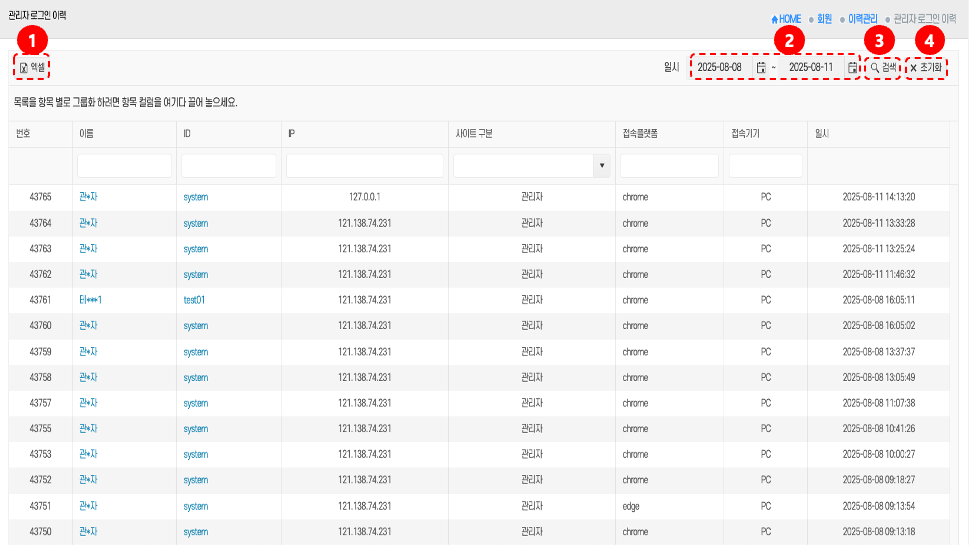 관리자 로그인 이력
HOME 회원 이력관리 관리자 로그인 이력
1 2 3 4
엑셀 일시 2025-08-08 ~ 2025-08-11 검색 초기화
목록을 항목 별로 그룹화 하려면 항목 컬럼을 여기다 끌어 놓으세요.
번호 이름 ID IP 사이트 구분 접속플랫폼 접속기기 일시
43765 관*자 system 127.0.0.1 관리자 chrome PC 2025-08-11 14:13:20
43764 관*자 system 121.138.74.231 관리자 chrome PC 2025-08-11 13:33:28
43763 관*자 system 121.138.74.231 관리자 chrome PC 2025-08-11 13:25:24
43762 관*자 system 121.138.74.231 관리자 chrome PC 2025-08-11 11:46:32
43761 테***1 test01 121.138.74.231 관리자 chrome PC 2025-08-08 16:05:11
43760 관*자 system 121.138.74.231 관리자 chrome PC 2025-08-08 16:05:02
43759 관*자 system 121.138.74.231 관리자 chrome PC 2025-08-08 13:37:37
43758 관*자 system 121.138.74.231 관리자 chrome PC 2025-08-08 13:05:49
43757 관*자 system 121.138.74.231 관리자 chrome PC 2025-08-08 11:07:38
43755 관*자 system 121.138.74.231 관리자 chrome PC 2025-08-08 10:41:26
43753 관*자 system 121.138.74.231 관리자 chrome PC 2025-08-08 10:00:27
43752 관*자 system 121.138.74.231 관리자 chrome PC 2025-08-08 09:18:27
43751 관*자 system 121.138.74.231 관리자 edge PC 2025-08-08 09:13:54
43750 관*자 system 121.138.74.231 관리자 chrome PC 2025-08-08 09:13:18